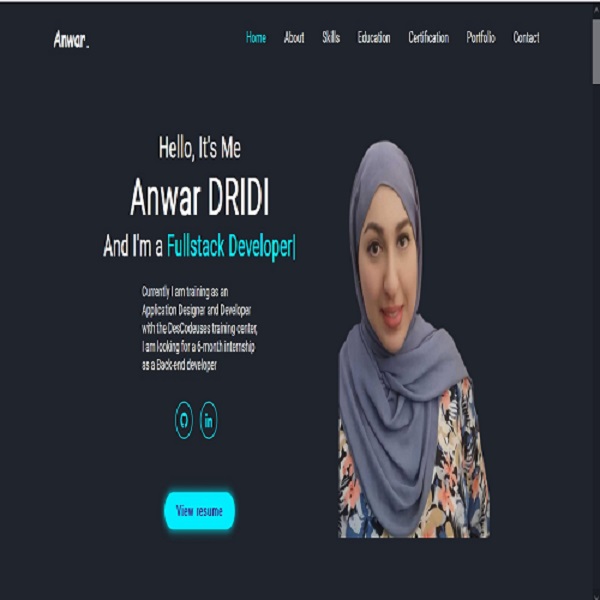 Anwar_
Home About Skills Education Certification Portfolio Contact
Hello, It's Me
Anwar DRIDI
And I'm a Fullstack Developer|
Currently I am training as an
Application Designer and Developer
with the DesCodeuses training center,
I am looking for a 6-month internship
as a Back-end developer
in
View resume